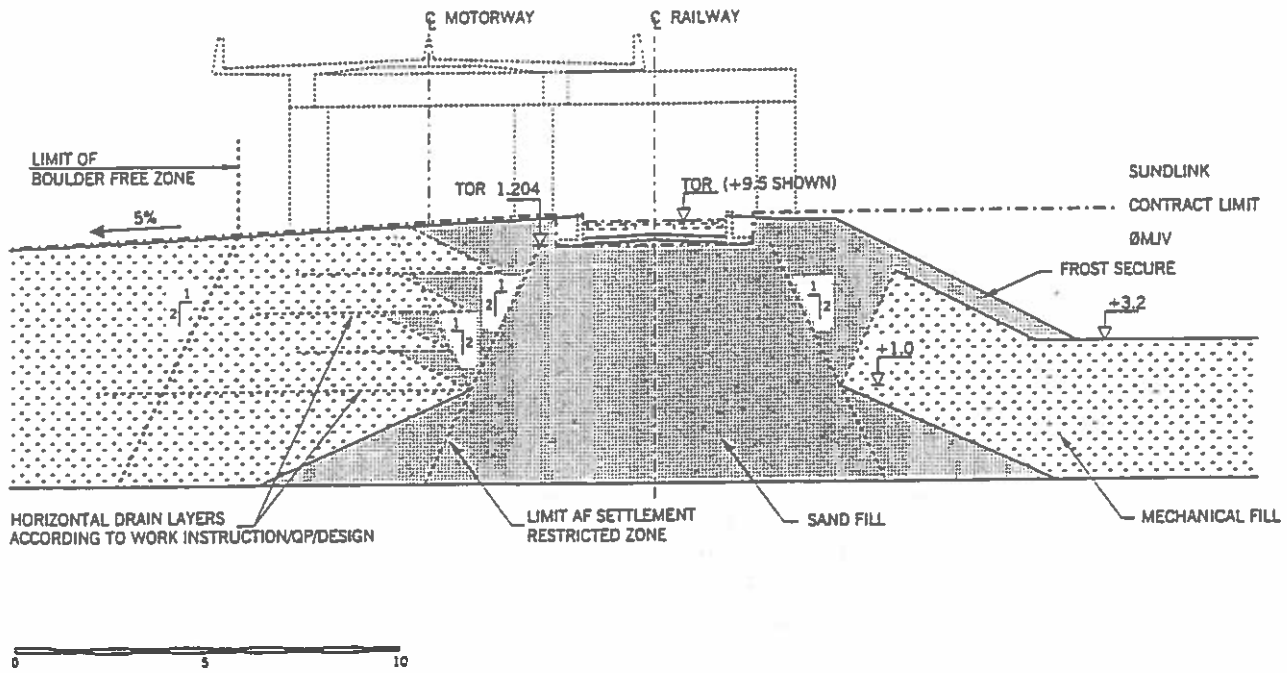 ℄ MOTORWAY
℄ RAILWAY
LIMIT OF
BOULDER FREE ZONE
5%
TOR 1.204
TOR (+9.5 SHOWN)
SUNDLINK
CONTRACT LIMIT
ØMJV
FROST SECURE
+3.2
+1.0
1
2
1
2
1
2
1
2
HORIZONTAL DRAIN LAYERS
ACCORDING TO WORK INSTRUCTION/QP/DESIGN
LIMIT AF SETTLEMENT
RESTRICTED ZONE
SAND FILL
MECHANICAL FILL
0 5 10